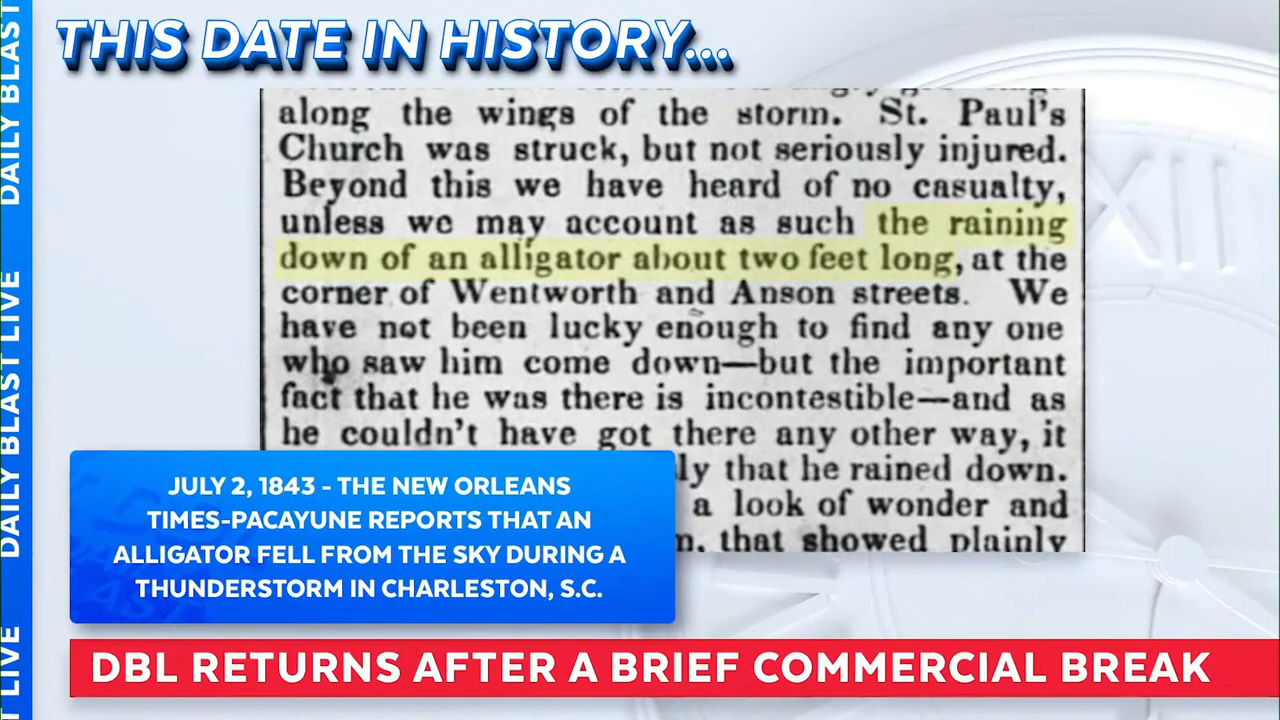 THIS DATE IN HISTORY...
along the wings of the storm. St. Paul's
Church was struck, but not seriously injured.
Beyond this we have heard of no casualty,
unless we may account as such the raining
down of an alligator about two feet long, at the
corner of Wentworth and Anson streets. We
have not been lucky enough to find any one
who saw him come down—but the important
fact that he was there is incontestible—and as
he couldn't have got there any other way, it
ly that he rained down.
a look of wonder and
that showed plainly
JULY 2, 1843 - THE NEW ORLEANS
TIMES-PACAYUNE REPORTS THAT AN
ALLIGATOR FELL FROM THE SKY DURING A
THUNDERSTORM IN CHARLESTON, S.C.
DBL RETURNS AFTER A BRIEF COMMERCIAL BREAK
DAILY BLAST
DAILY BLAST LIVE
T LIVE
XII